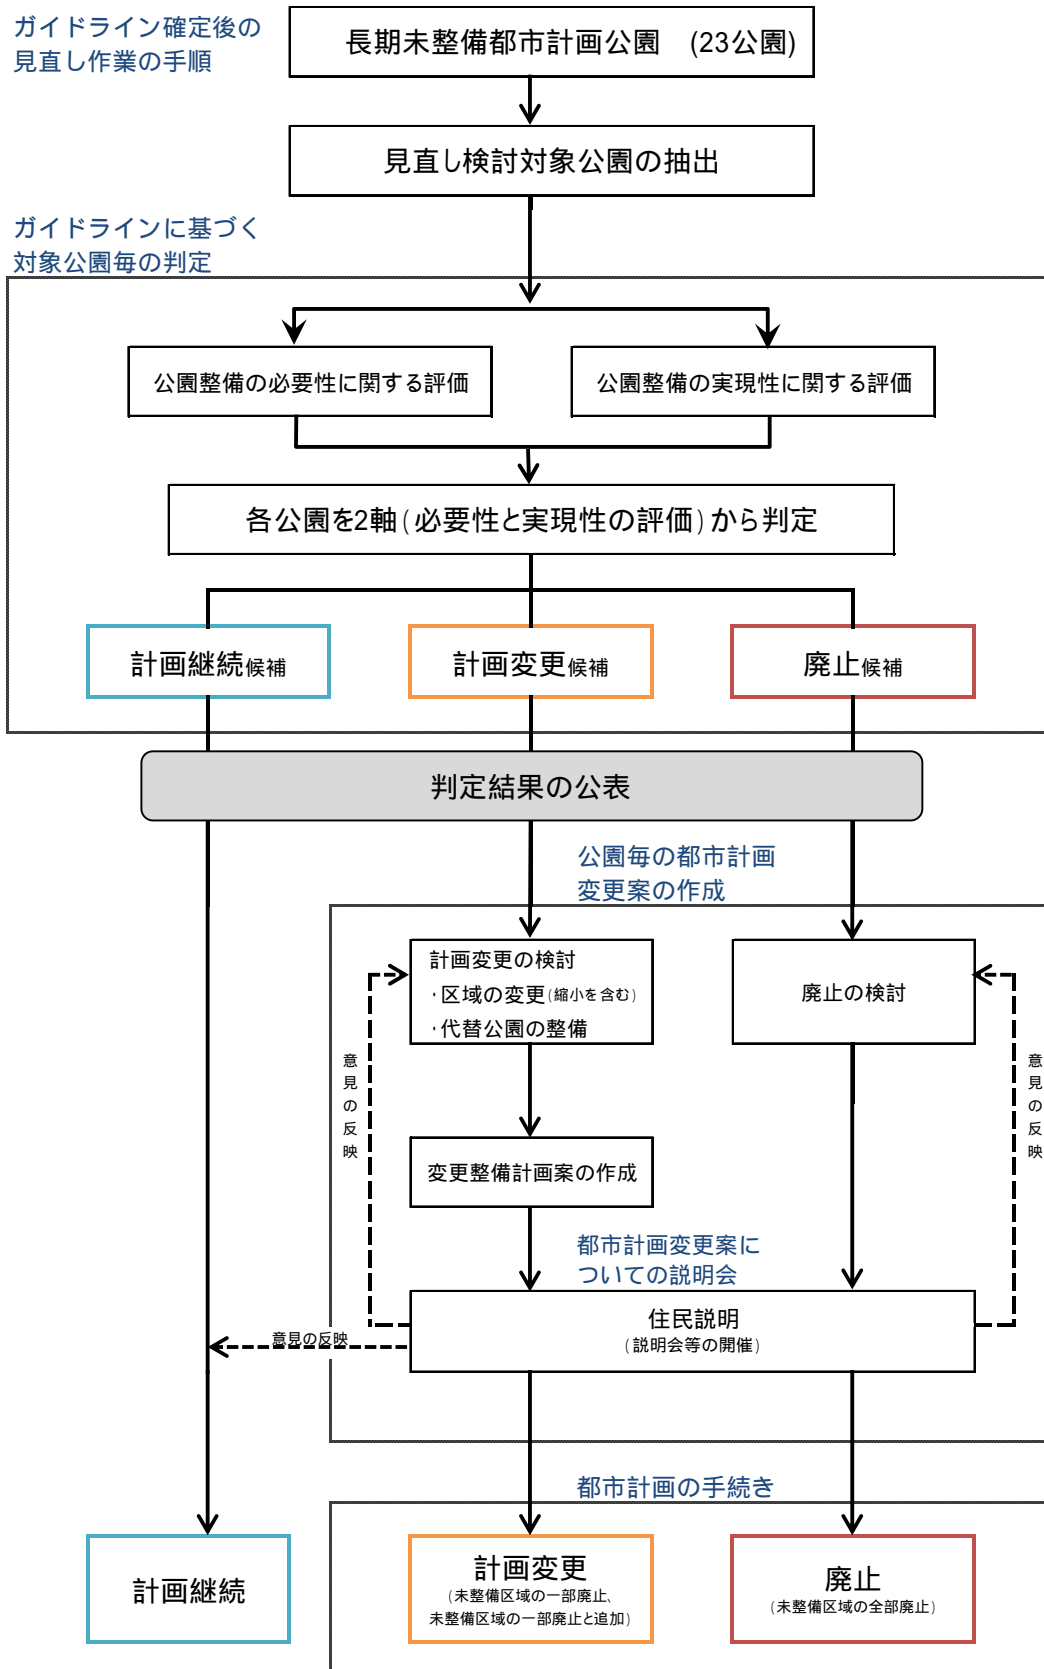 ガイドライン確定後の
見直し作業の手順
長期未整備都市計画公園 (23公園)
見直し検討対象公園の抽出
ガイドラインに基づく
対象公園毎の判定
公園整備の必要性に関する評価
公園整備の実現性に関する評価
各公園を2軸(必要性と実現性の評価)から判定
計画継続候補
計画変更候補
廃止候補
判定結果の公表
公園毎の都市計画
変更案の作成
計画変更の検討
・区域の変更(縮小を含む)
・代替公園の整備
廃止の検討
意見の反映
意見の反映
変更整備計画案の作成
都市計画変更案に
ついての説明会
住民説明
(説明会等の開催)
意見の反映
都市計画の手続き
計画継続
計画変更
(未整備区域の一部廃止、
未整備区域の一部廃止と追加)
廃止
(未整備区域の全部廃止)